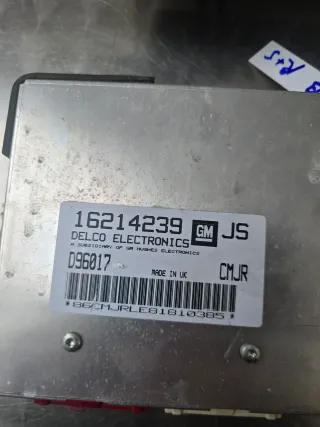 16214239 GM JS
DELCO ELECTRONICS
A SUBSIDIARY OF GM HUGHES ELECTRONICS
D96017
MADE IN UK
CMJR
*86CMJRLE81810385*